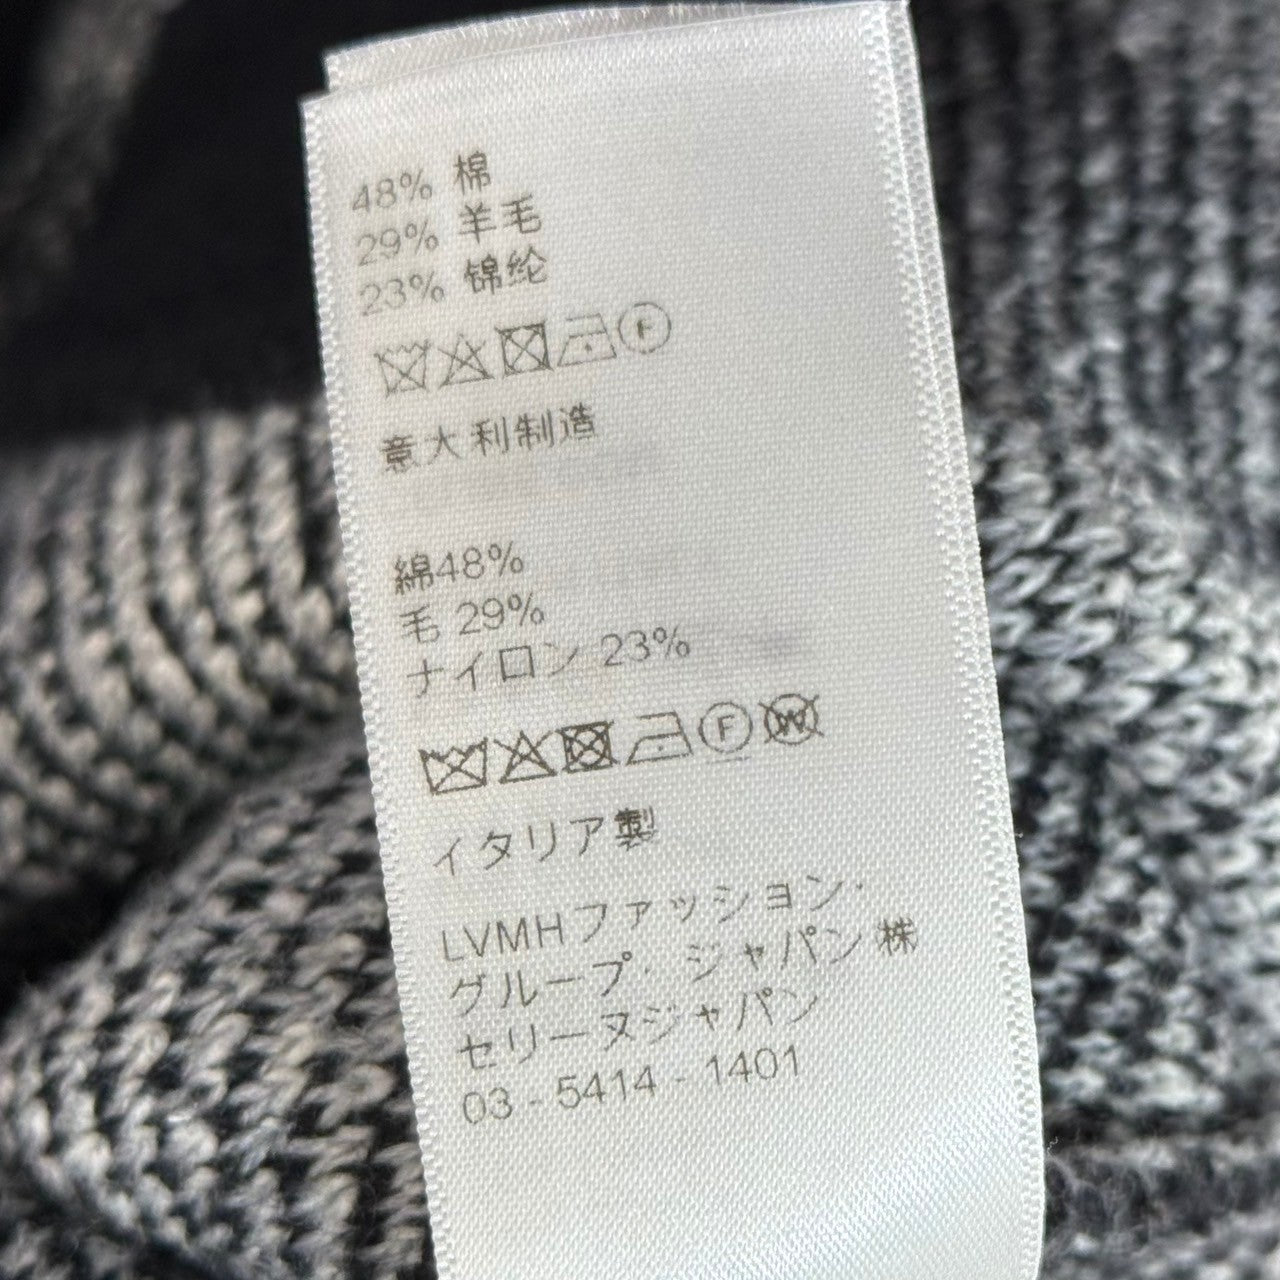 48% 棉
29% 羊毛
23% 锦纶
F
意大利制造
綿48%
毛 29%
ナイロン 23%
F W
イタリア製
LVMHファッション・
グループ・ジャパン㈱
セリーヌジャパン
03 - 5414 - 1401